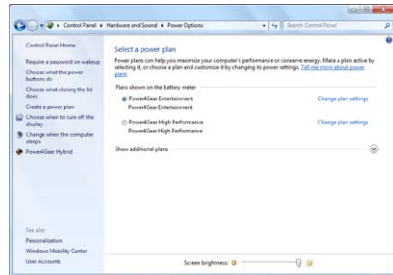 Control Panel ▸ Hardware and Sound ▸ Power Options
Search Control Panel
Control Panel Home
Require a password on wakeup
Choose what the power
buttons do
Choose what closing the lid
does
Create a power plan
Choose when to turn off the
display
Change when the computer
sleeps
Power4Gear Hybrid
See also
Personalization
Windows Mobility Center
User Accounts
Select a power plan
Power plans can help you maximize your computer's performance or conserve energy. Make a plan active by
selecting it, or choose a plan and customize it by changing its power settings. Tell me more about power
plans
Plans shown on the battery meter
Power4Gear Entertainment Change plan settings
Power4Gear Entertainment
Power4Gear High Performance Change plan settings
Power4Gear High Performance
Show additional plans
Screen brightness: